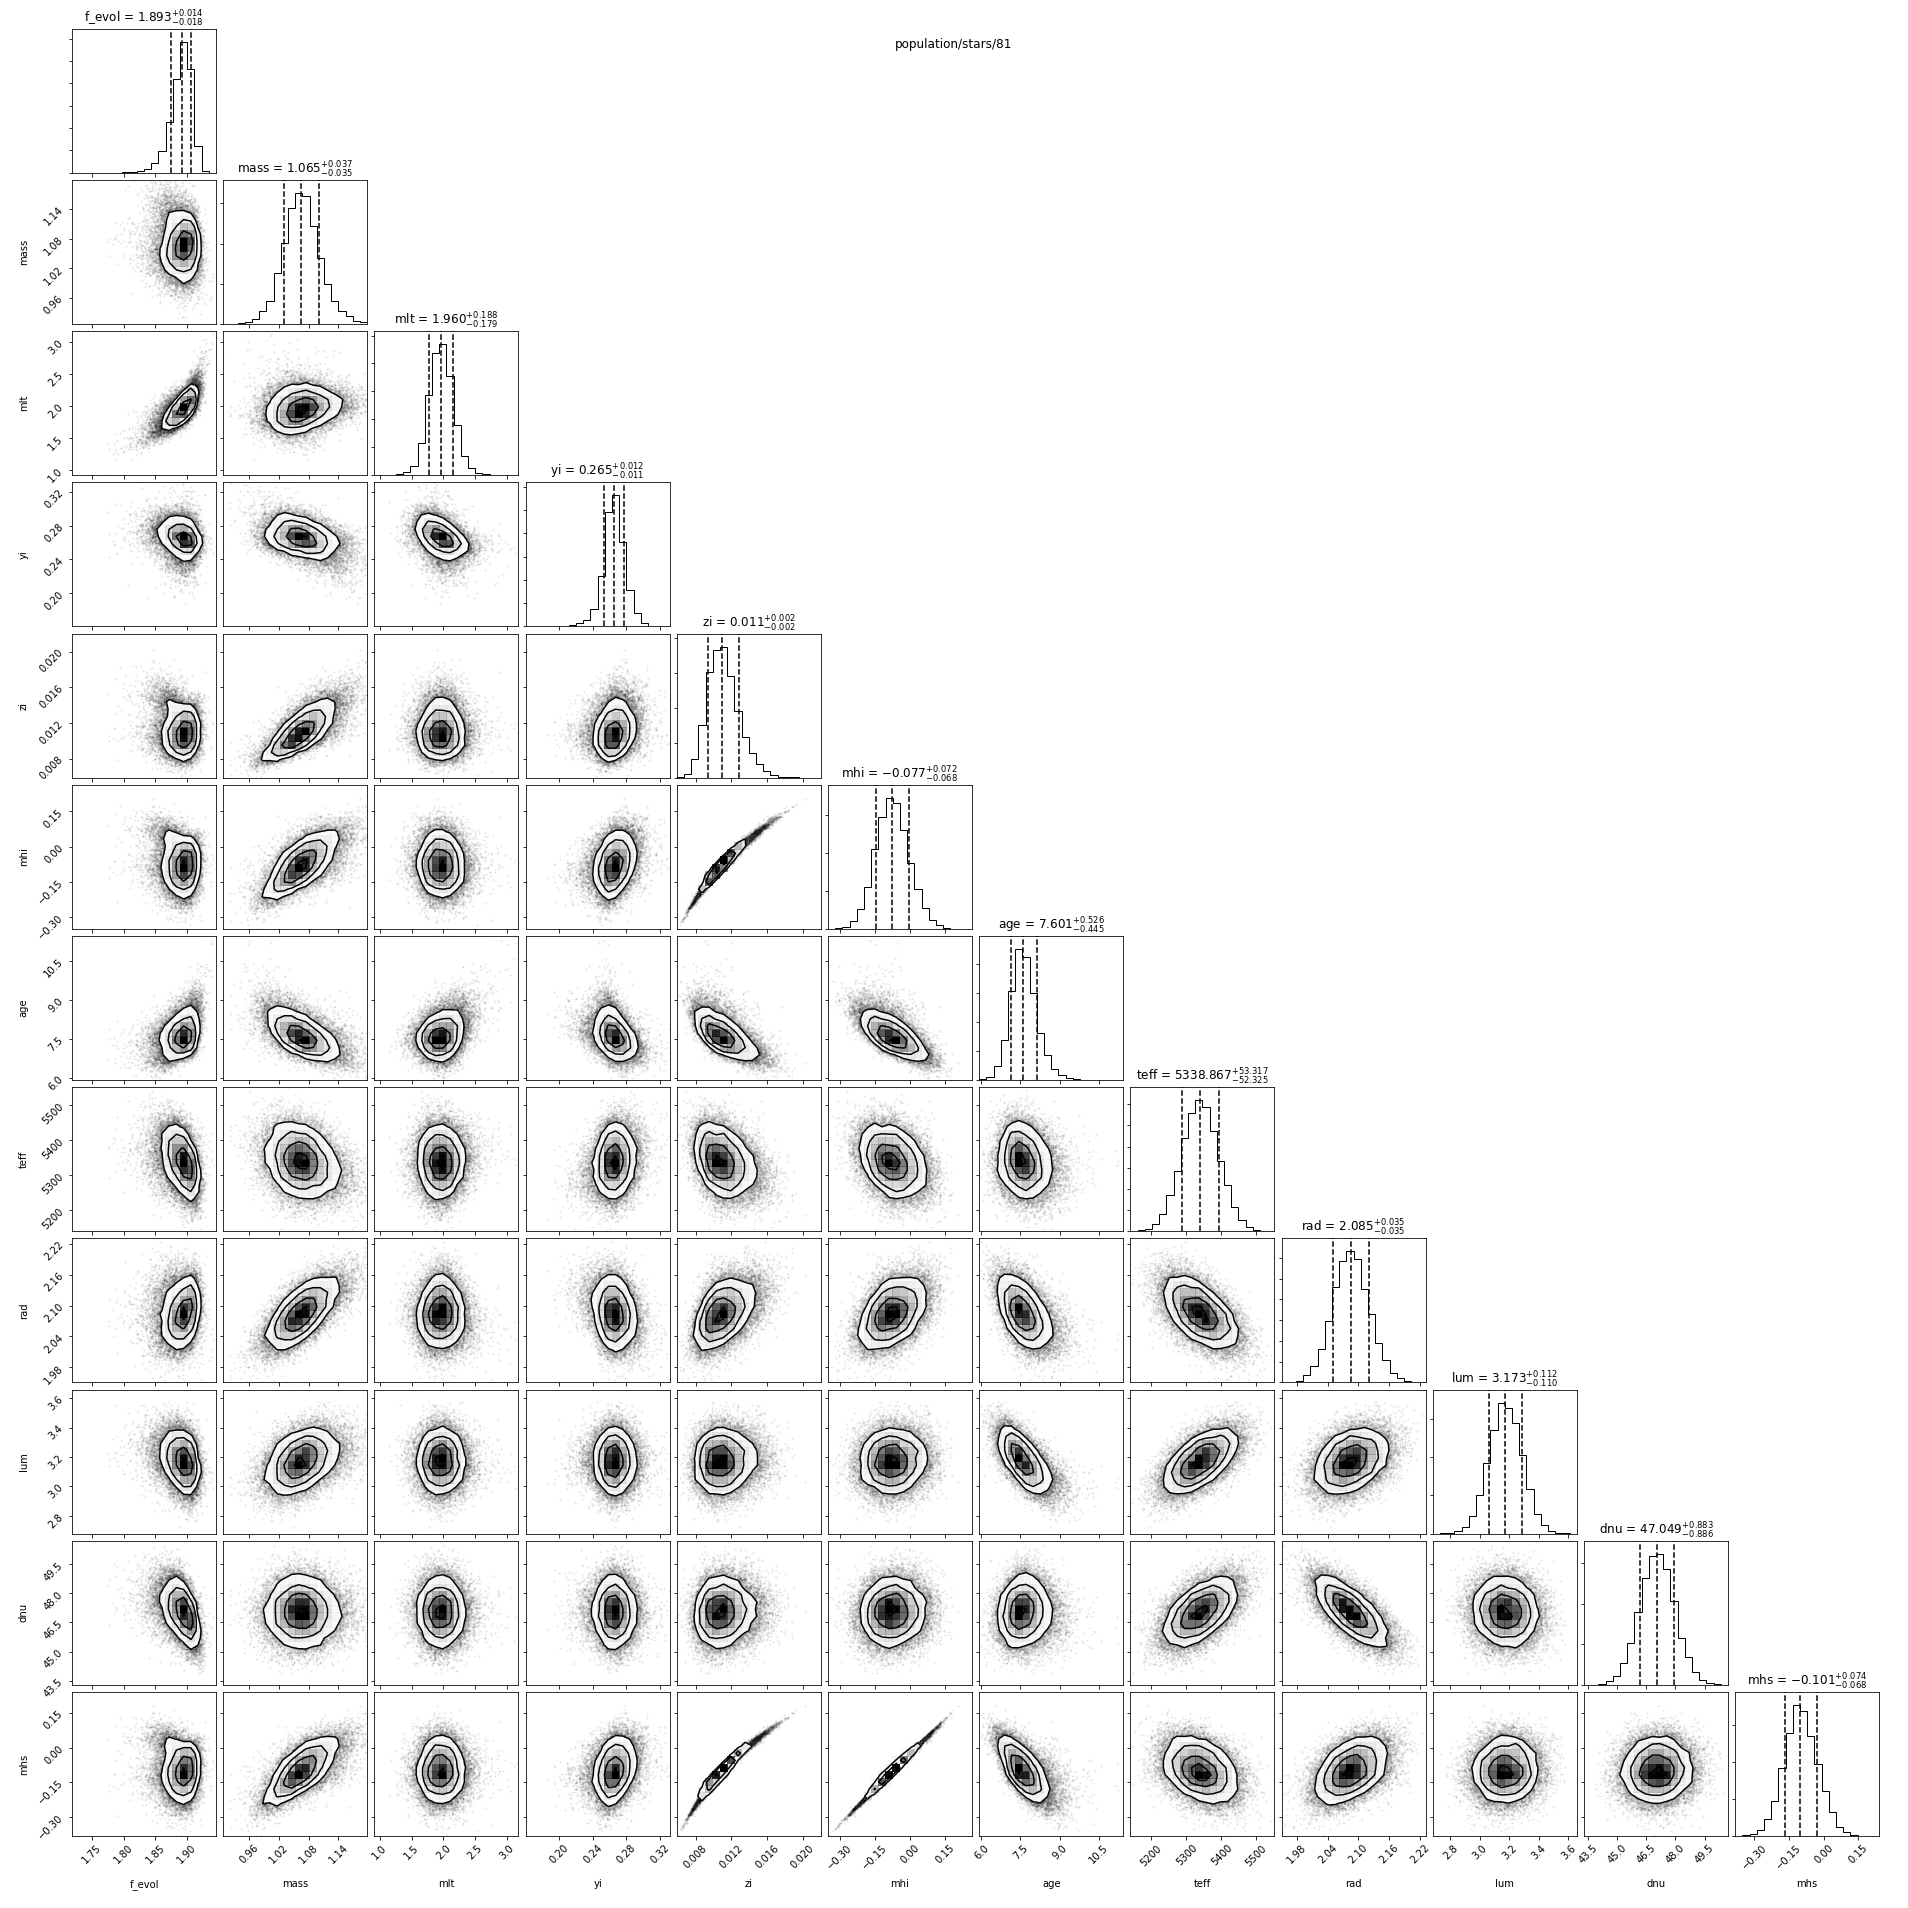 population/stars/81
f_evol = 1.893+0.014−0.018
mass = 1.065+0.037−0.035
mlt = 1.960+0.188−0.179
yi = 0.265+0.012−0.011
zi = 0.011+0.002−0.002
mhi = −0.077+0.072−0.068
age = 7.601+0.526−0.445
teff = 5338.867+53.317−52.325
rad = 2.085+0.035−0.035
lum = 3.173+0.112−0.110
dnu = 47.049+0.883−0.886
mhs = −0.101+0.074−0.068
mass
1.14
1.08
1.02
0.96
mlt
3.0
2.5
2.0
1.5
1.0
yi
0.32
0.28
0.24
0.20
zi
0.020
0.016
0.012
0.008
mhi
0.15
0.00
−0.15
−0.30
age
10.5
9.0
7.5
6.0
teff
5500
5400
5300
5200
rad
2.22
2.16
2.10
2.04
1.98
lum
3.6
3.4
3.2
3.0
2.8
dnu
49.5
48.0
46.5
45.0
43.5
mhs
0.15
0.00
−0.15
−0.30
1.75 1.80 1.85 1.90
0.96 1.02 1.08 1.14
1.0 1.5 2.0 2.5 3.0
0.20 0.24 0.28 0.32
0.008 0.012 0.016 0.020
−0.30 −0.15 0.00 0.15
6.0 7.5 9.0 10.5
5200 5300 5400 5500
1.98 2.04 2.10 2.16 2.22
2.8 3.0 3.2 3.4 3.6
43.5 45.0 46.5 48.0 49.5
−0.30 −0.15 0.00 0.15
f_evol mass mlt yi zi mhi age teff rad lum dnu mhs